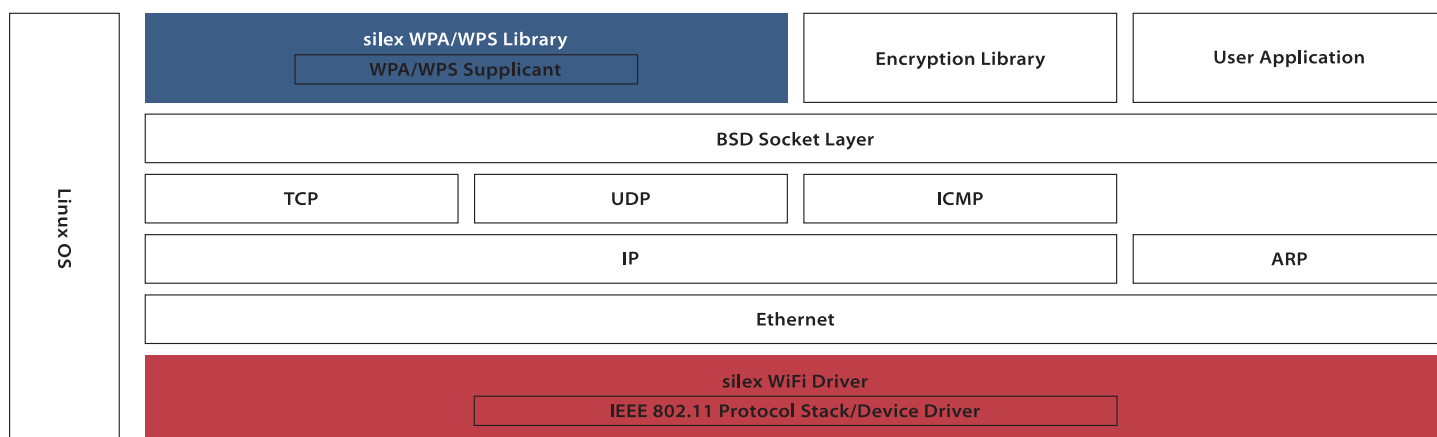 Linux OS
silex WPA/WPS Library
WPA/WPS Supplicant
Encryption Library
User Application
BSD Socket Layer
TCP
UDP
ICMP
IP
ARP
Ethernet
silex WiFi Driver
IEEE 802.11 Protocol Stack/Device Driver